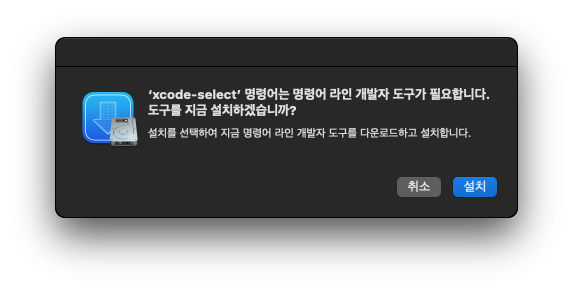 ‘xcode-select’ 명령어는 명령어 라인 개발자 도구가 필요합니다.
도구를 지금 설치하겠습니까?
설치를 선택하여 지금 명령어 라인 개발자 도구를 다운로드하고 설치합니다.
취소
설치